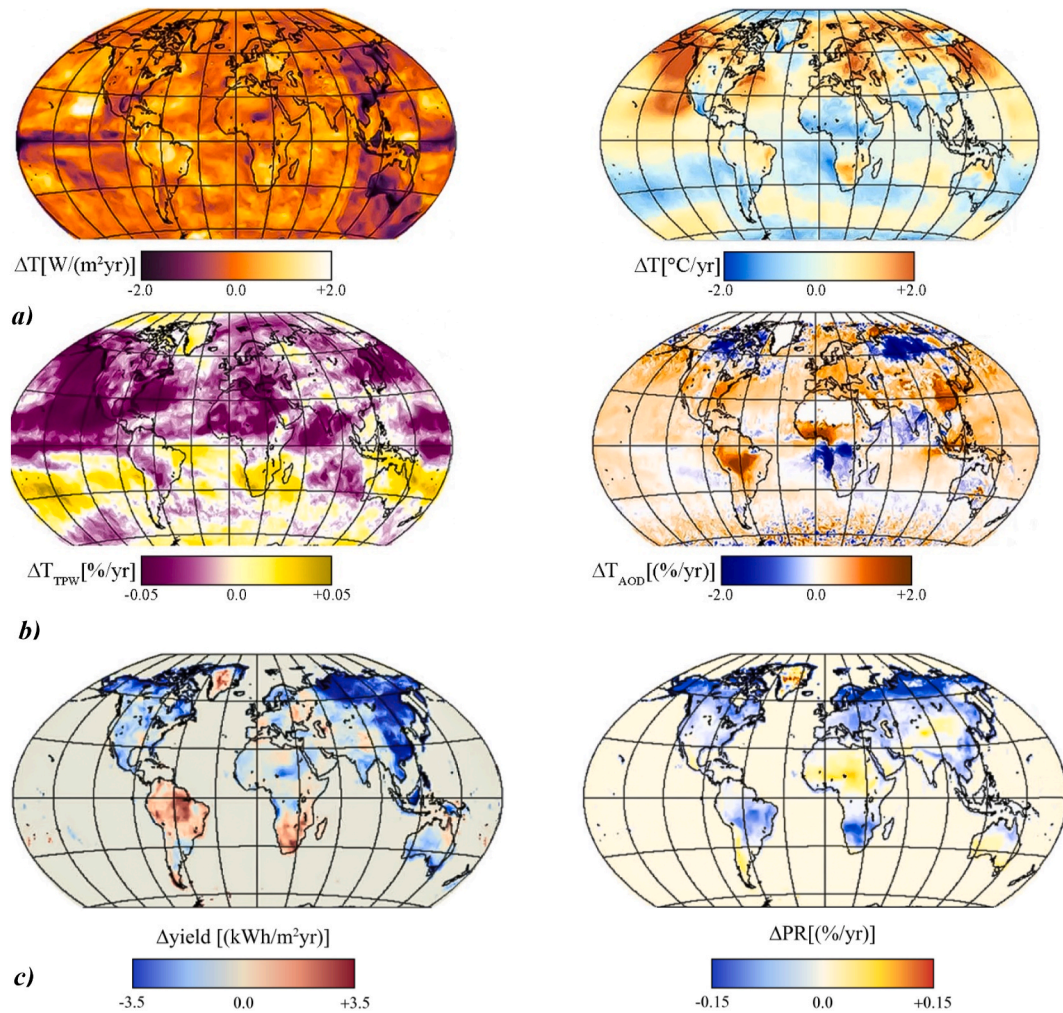 ΔT[W/(m²yr)]
-2.0 0.0 +2.0
ΔT[°C/yr]
-2.0 0.0 +2.0
a)
ΔT_TPW[%/yr]
-0.05 0.0 +0.05
ΔT_AOD[(%/yr)]
-2.0 0.0 +2.0
b)
Δyield [(kWh/m²yr)]
-3.5 0.0 +3.5
ΔPR[(%/yr)]
-0.15 0.0 +0.15
c)